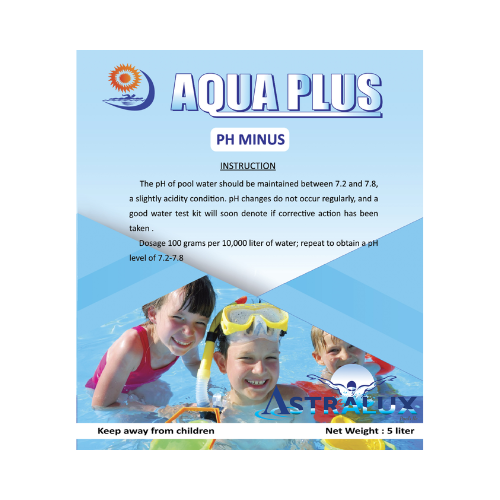 AQUA PLUS
PH MINUS
INSTRUCTION
The pH of pool water should be maintained between 7.2 and 7.8,
a slightly acidity condition. pH changes do not occur regularly, and a
good water test kit will soon denote if corrective action has been
taken .
Dosage 100 grams per 10,000 liter of water; repeat to obtain a pH
level of 7.2-7.8
ASTRALUX
Keep away from children
Net Weight : 5 liter